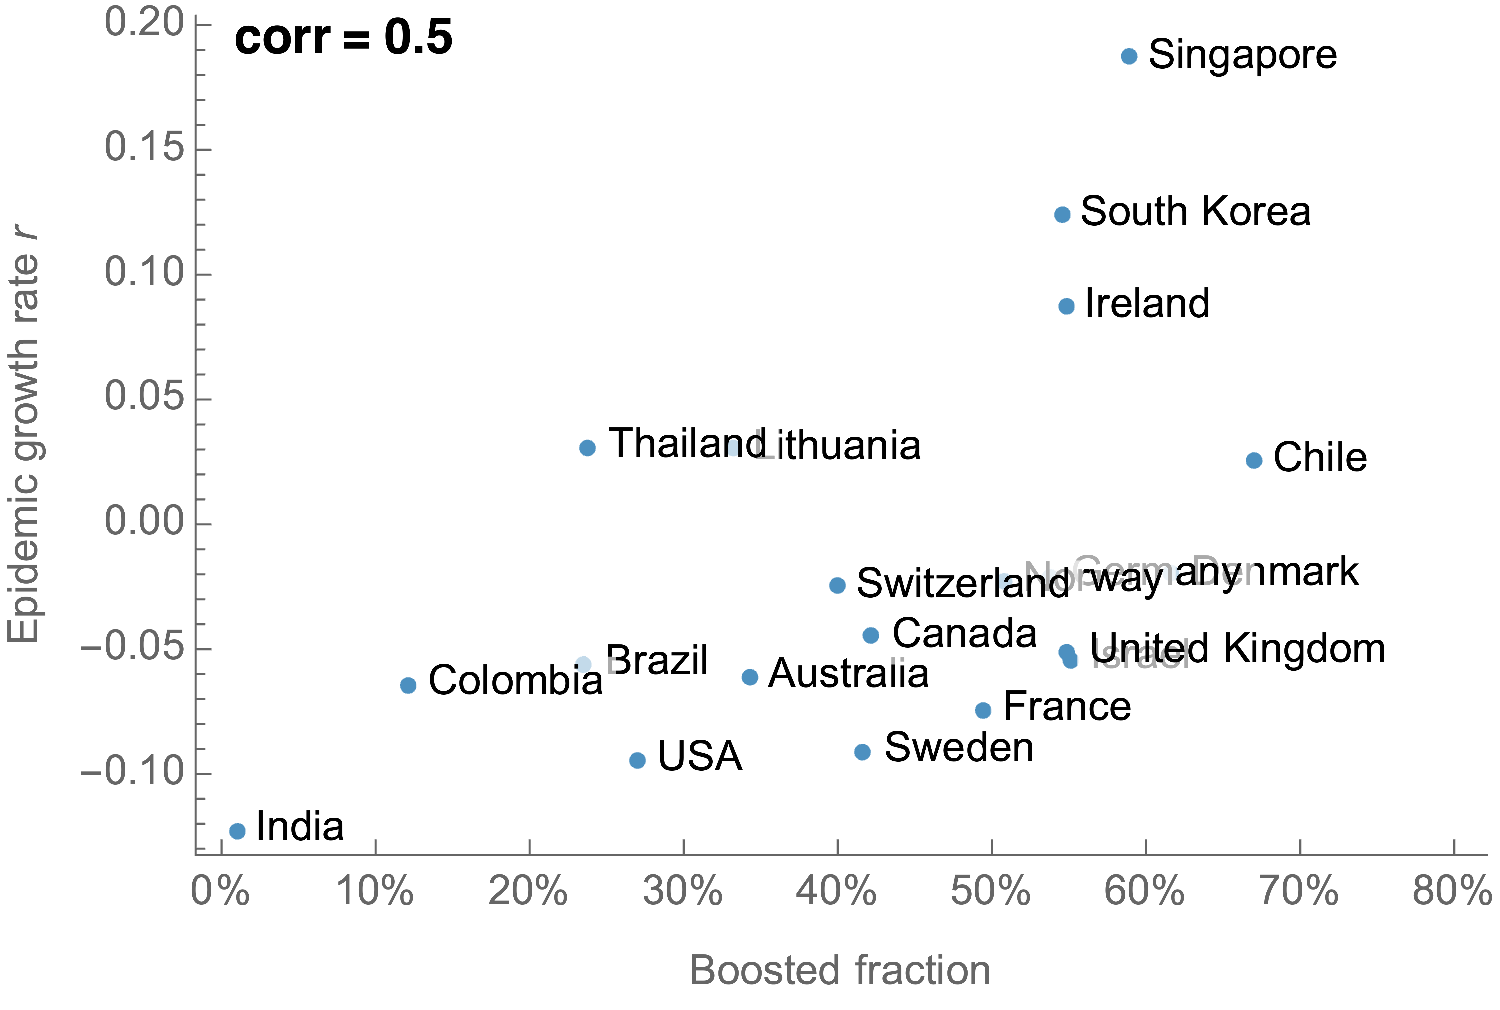 corr = 0.5
Epidemic growth rate r
0.20
0.15
0.10
0.05
0.00
−0.05
−0.10
Singapore
South Korea
Ireland
Thailand
Lithuania
Chile
Switzerland
Norway
Germany
Denmark
Canada
United Kingdom
Israel
Brazil
Colombia
Australia
France
Sweden
USA
India
0%
10%
20%
30%
40%
50%
60%
70%
80%
Boosted fraction